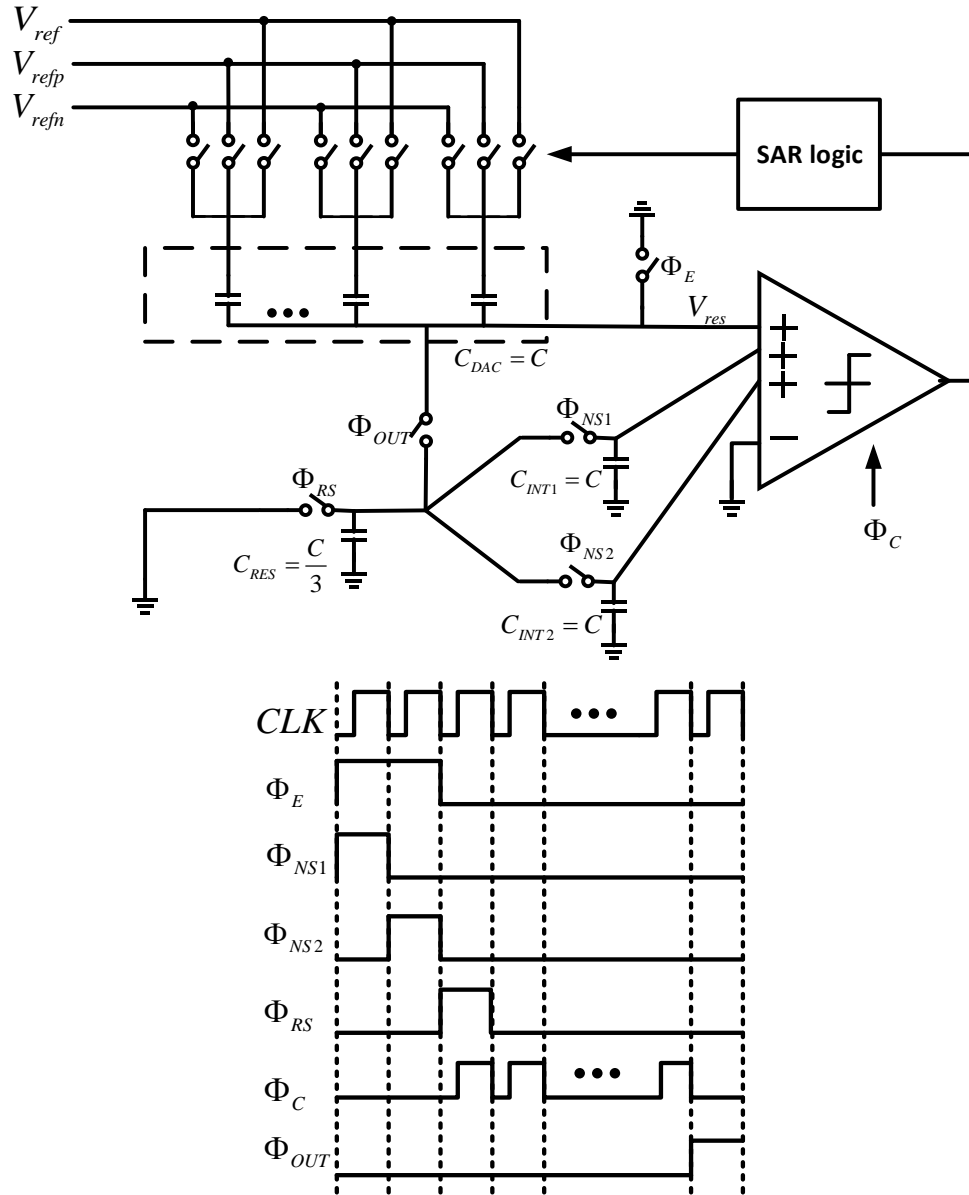 V_ref
V_refp
V_refn
SAR logic
Φ_E
V_res
C_DAC = C
Φ_OUT
Φ_NS1
C_INT1 = C
Φ_RS
C_RES = C/3
Φ_NS2
C_INT2 = C
Φ_C
CLK
Φ_E
Φ_NS1
Φ_NS2
Φ_RS
Φ_C
Φ_OUT